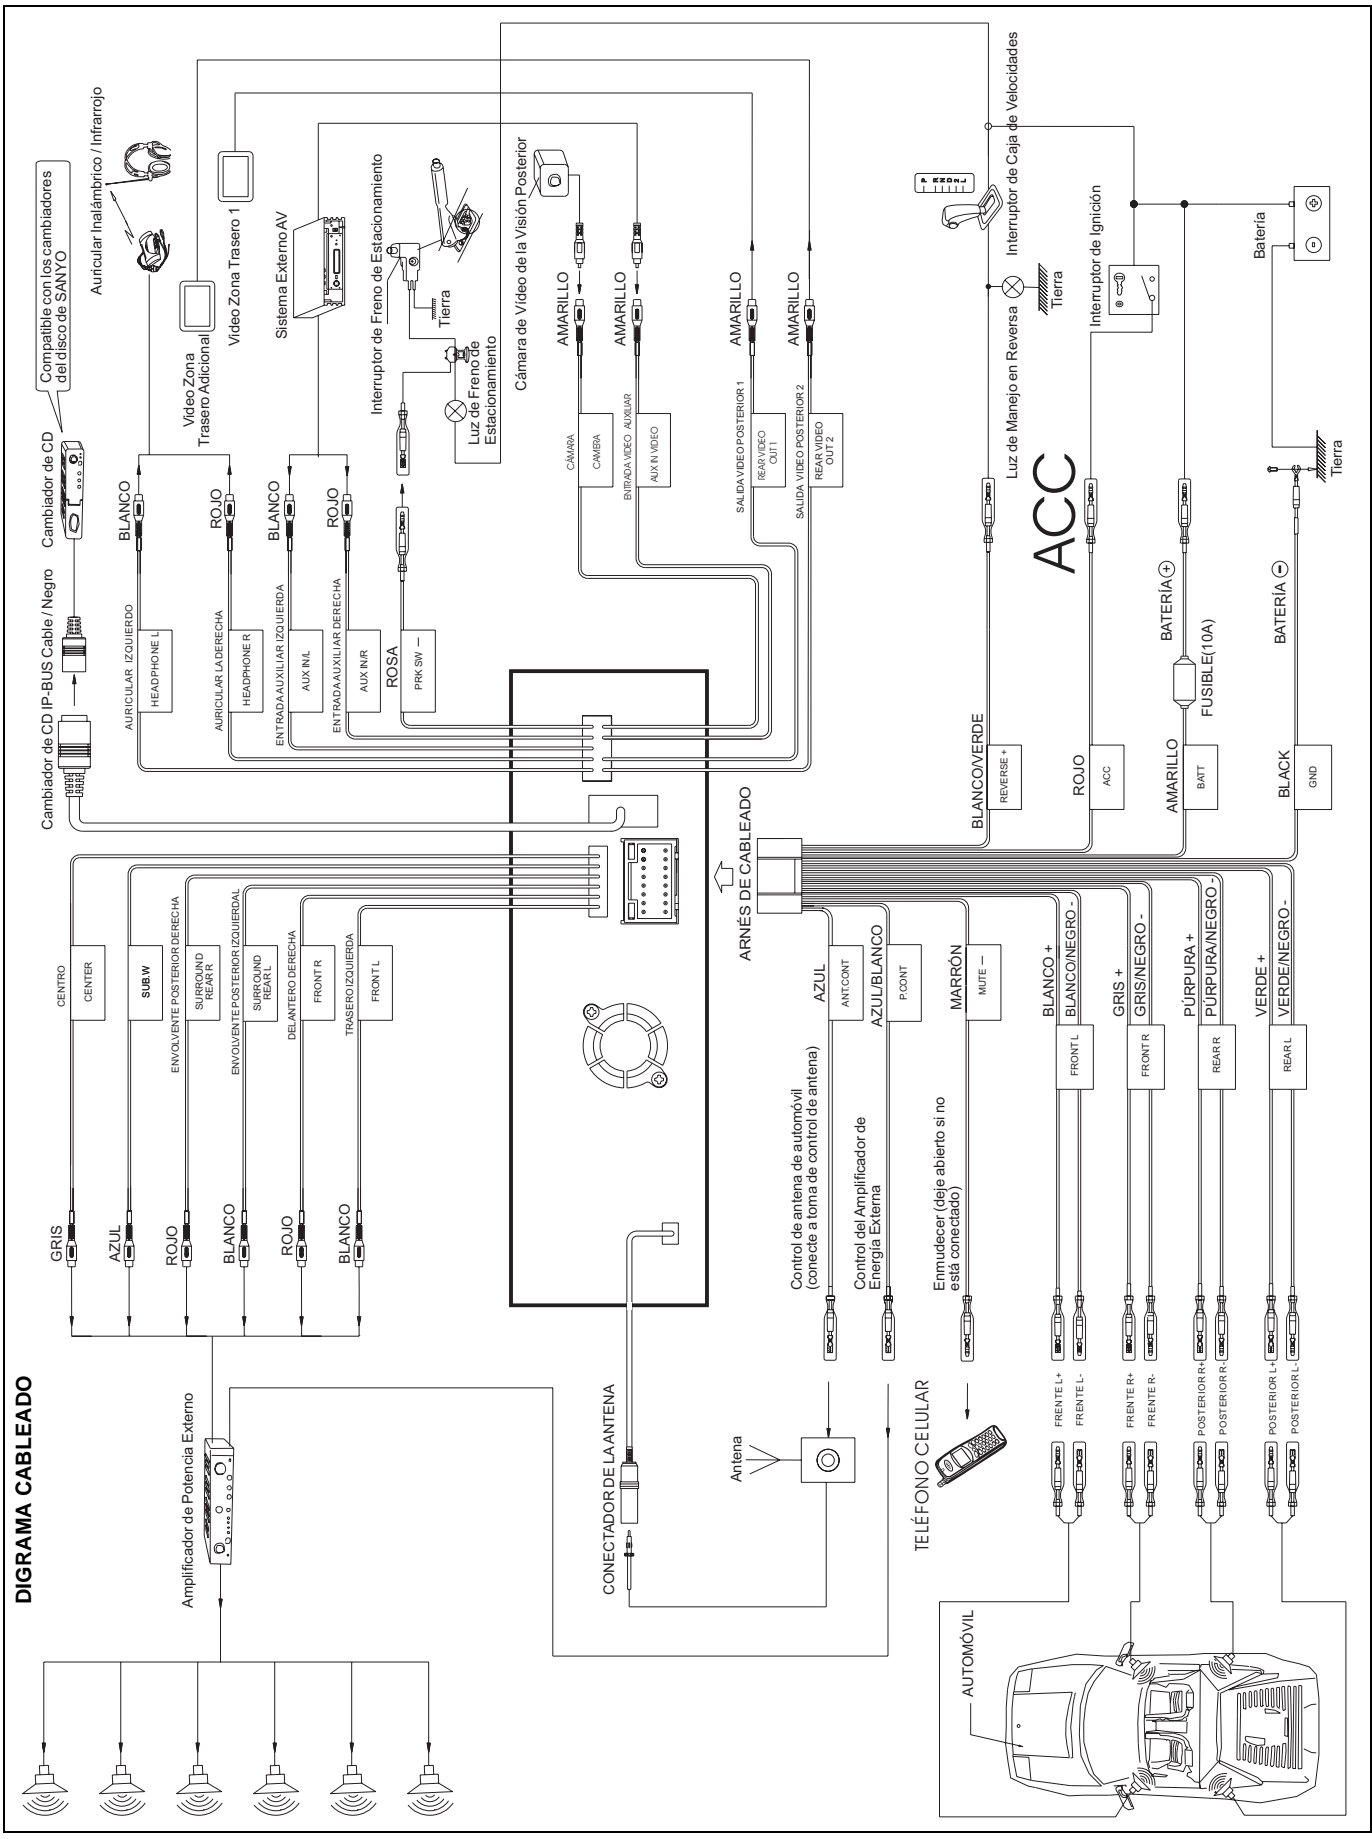 DIGRAMA CABLEADO
Compatible con los cambiadores
del disco de SANYO
Cambiador de CD
Cambiador de CD IP-BUS Cable / Negro
Auricular Inalámbrico / Infrarrojo
Video Zona
Trasero Adicional
Video Zona Trasero 1
Sistema Externo AV
Interruptor de Freno de Estacionamiento
Tierra
Luz de Freno de
Estacionamiento
Cámara de Vídeo de la Visión Posterior
BLANCO
ROJO
BLANCO
ROJO
ROSA
AMARILLO
AMARILLO
AMARILLO
AMARILLO
AURICULAR IZQUIERDO
HEADPHONE L
AURICULAR LA DERECHA
HEADPHONE R
ENTRADA AUXILIAR IZQUIERDA
AUX IN/L
ENTRADA AUXILIAR DERECHA
AUX IN/R
PRK SW −
CÁMARA
CAMERA
ENTRADA VIDEO AUXILIAR
AUX IN VIDEO
SALIDA VIDEO POSTERIOR 1
REAR VIDEO
OUT 1
SALIDA VIDEO POSTERIOR 2
REAR VIDEO
OUT 2
P RND2L
Interruptor de Caja de Velocidades
Luz de Manejo en Reversa
Tierra
Interruptor de Ignición
Batería
Tierra
ACC
BATERÍA +
FUSIBLE(10A)
BATERÍA −
BLANCO/VERDE
REVERSE +
ROJO
ACC
AMARILLO
BATT
BLACK
GND
ARNÉS DE CABLEADO
CENTRO
CENTER
SUB.W
ENVOLVENTE POSTERIOR DERECHA
SURROUND
REAR R
ENVOLVENTE POSTERIOR IZQUIERDAL
SURROUND
REAR L
DELANTERO DERECHA
FRONT R
TRASERO IZQUIERDA
FRONT L
GRIS
AZUL
ROJO
BLANCO
ROJO
BLANCO
Amplificador de Potencia Externo
CONECTADOR DE LA ANTENA
Antena
AZUL
ANT.CONT
Control de antena de automóvil
(conecte a toma de control de antena)
AZUL/BLANCO
P.CONT
Control del Amplificador de
Energía Externa
MARRÓN
MUTE −
Enmudecer (deje abierto si no
está conectado)
TELÉFONO CELULAR
BLANCO +
BLANCO/NEGRO -
FRONT L
GRIS +
GRIS/NEGRO -
FRONT R
PÚRPURA +
PÚRPURA/NEGRO -
REAR R
VERDE +
VERDE/NEGRO -
REAR L
FRENTE L+
FRENTE L-
FRENTE R+
FRENTE R-
POSTERIOR R+
POSTERIOR R-
POSTERIOR L+
POSTERIOR L-
AUTOMÓVIL